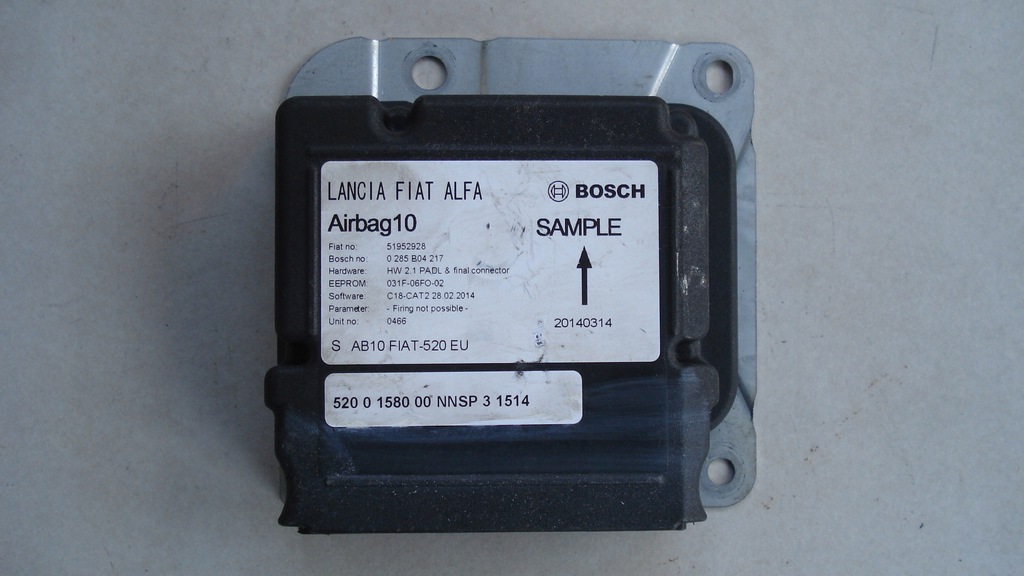 LANCIA FIAT ALFA
BOSCH
Airbag10
SAMPLE
Fiat no: 51952928
Bosch no: 0 285 B04 217
Hardware: HW 2.1 PADL & final connector
EEPROM: 031F-06FO-02
Software: C18-CAT2 28.02.2014
Parameter: - Firing not possible -
Unit no: 0466
20140314
S AB10 FIAT-520 EU
520 0 1580 00 NNSP 3 1514